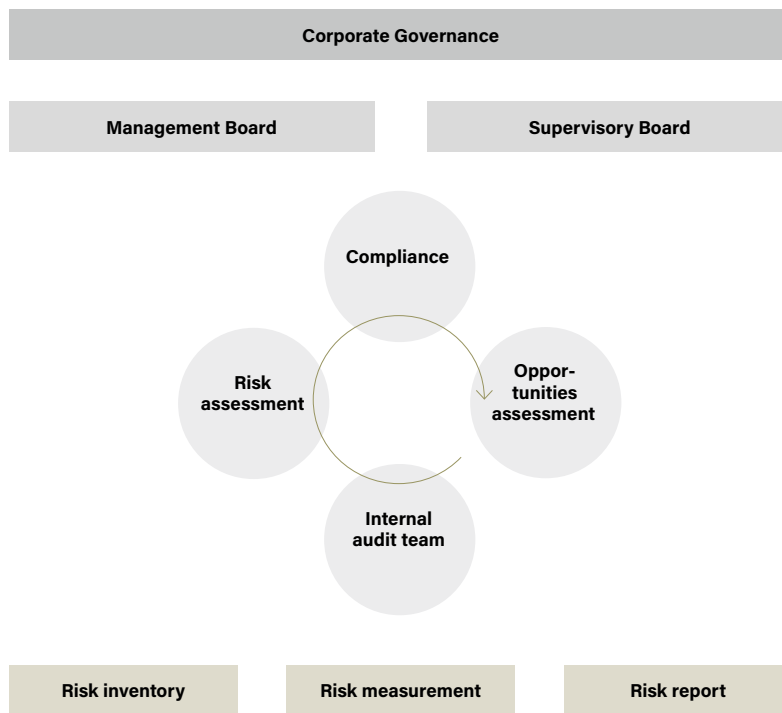 Corporate Governance
Management Board
Supervisory Board
Compliance
Risk
assessment
Oppor-
tunities
assessment
Internal
audit team
Risk inventory
Risk measurement
Risk report